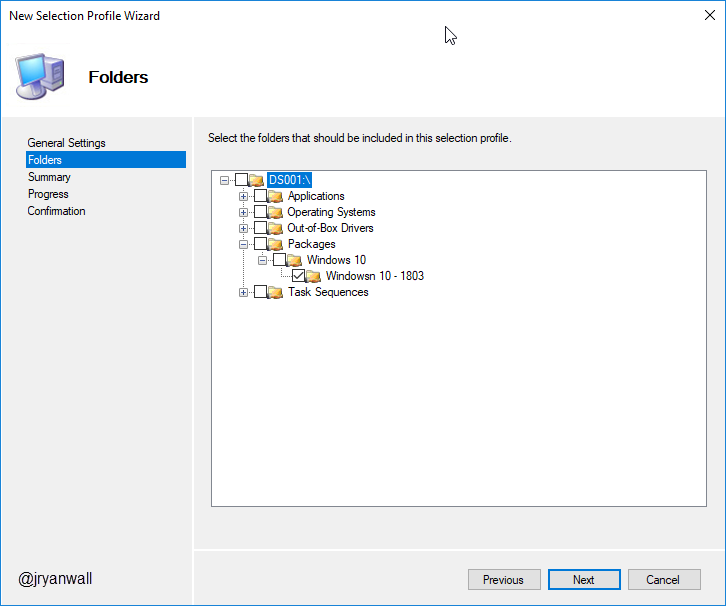 New Selection Profile Wizard
Folders
General Settings
Folders
Summary
Progress
Confirmation
Select the folders that should be included in this selection profile.
DS001:\
Applications
Operating Systems
Out-of-Box Drivers
Packages
Windows 10
Windowsn 10 - 1803
Task Sequences
@jryanwall
Previous
Next
Cancel